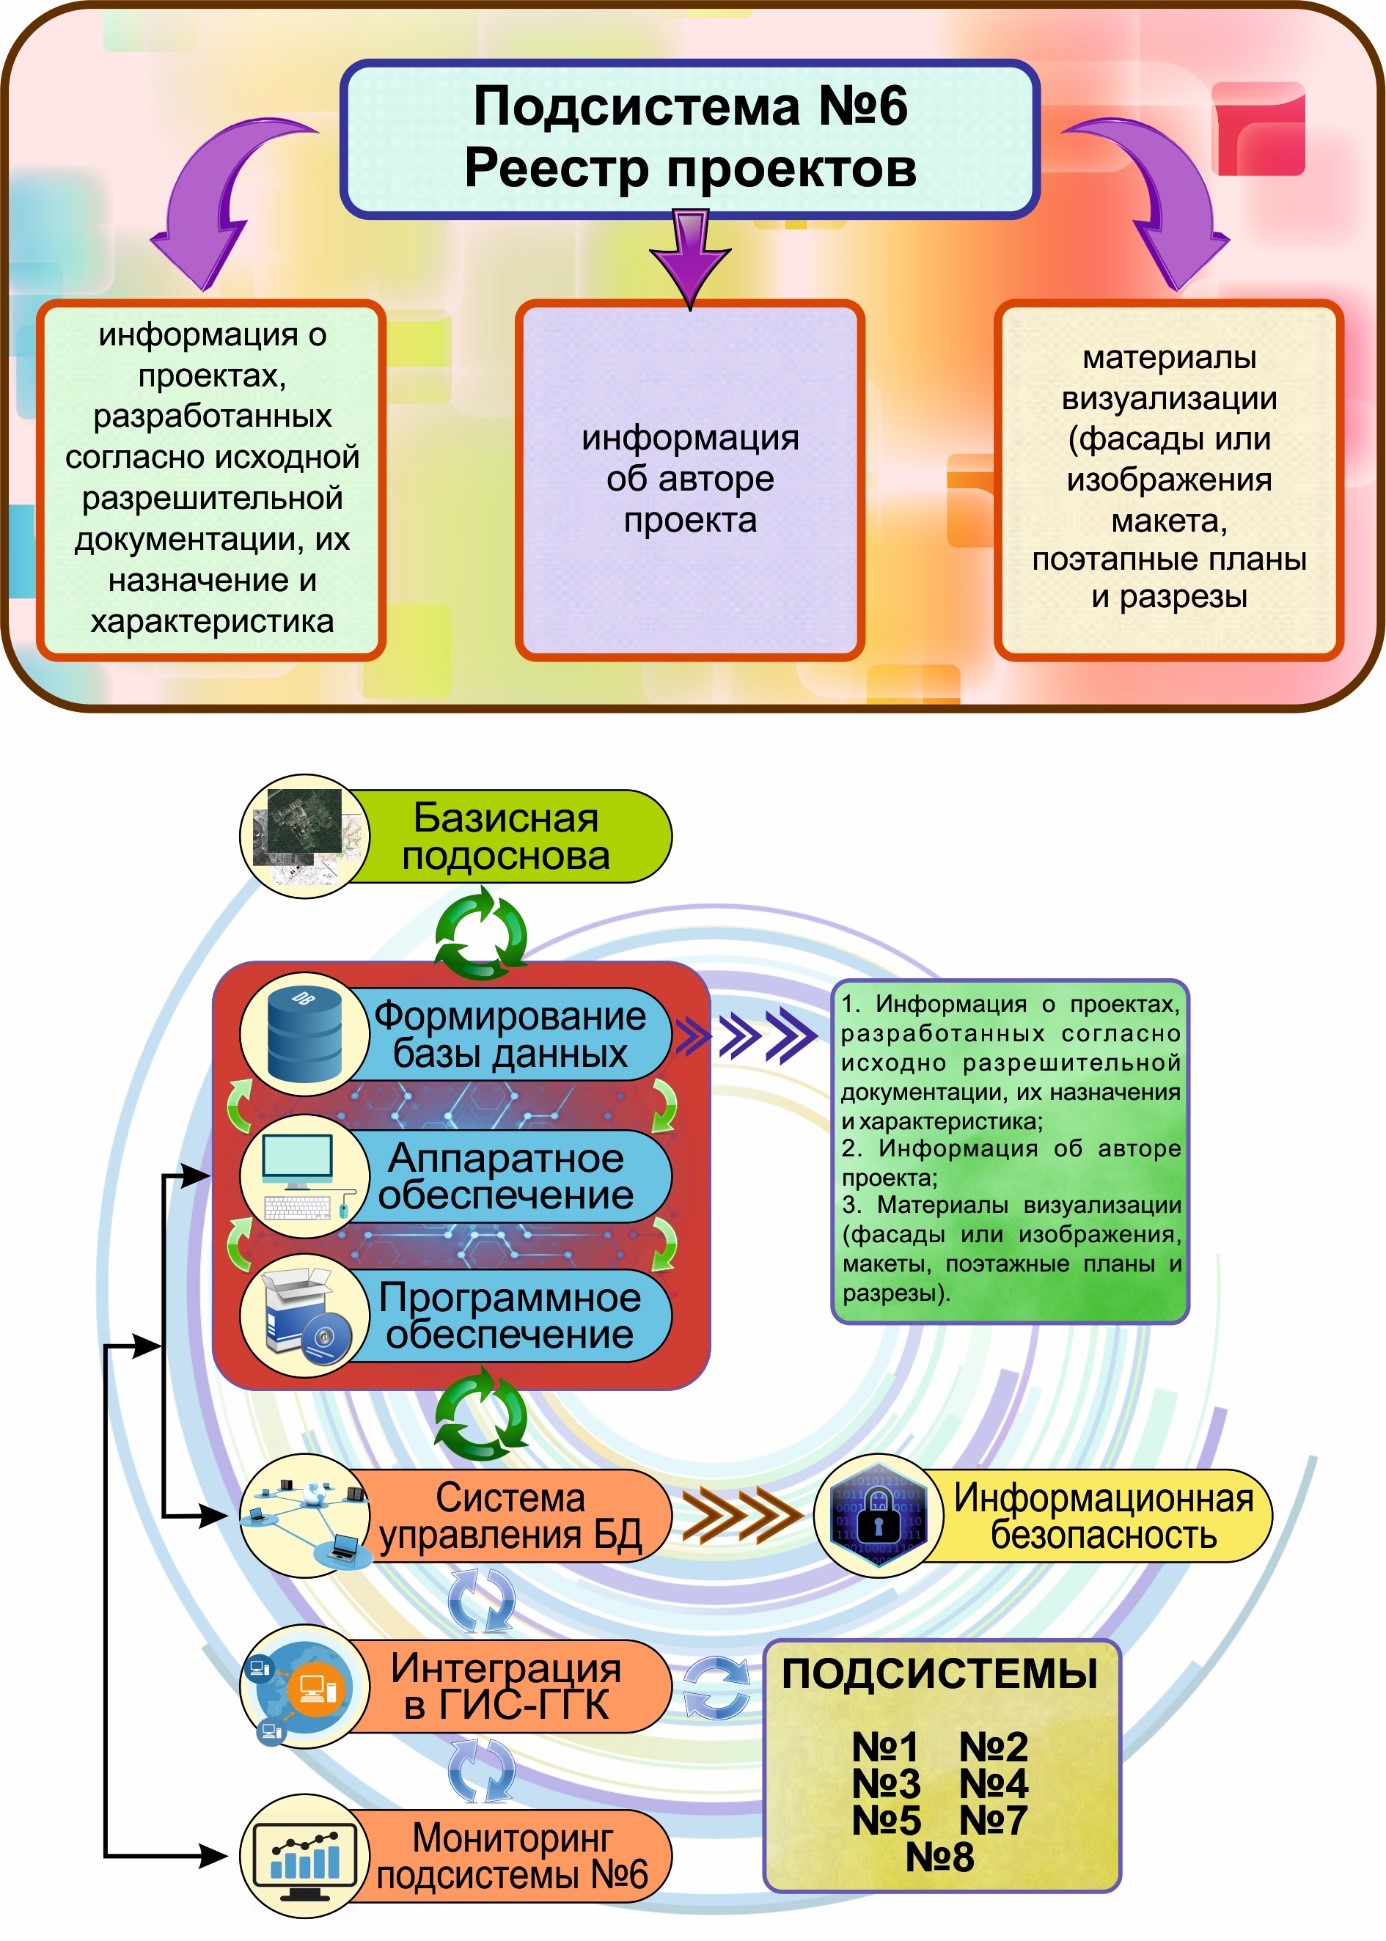 Подсистема №6
Реестр проектов
информация о
проектах,
разработанных
согласно исходной
разрешительной
документации, их
назначение и
характеристика
информация
об авторе
проекта
материалы
визуализации
(фасады или
изображения
макета,
поэтапные планы
и разрезы
Базисная
подоснова
DB
Формирование
базы данных
Аппаратное
обеспечение
Программное
обеспечение
1. Информация о проектах,
разработанных согласно
исходно разрешительной
документации, их назначения
и характеристика;
2. Информация об авторе
проекта;
3. Материалы визуализации
(фасады или изображения,
макеты, поэтажные планы и
разрезы).
Система
управления БД
Информационная
безопасность
Интеграция
в ГИС-ГГК
ПОДСИСТЕМЫ
№1 №2
№3 №4
№5 №7
№8
Мониторинг
подсистемы №6